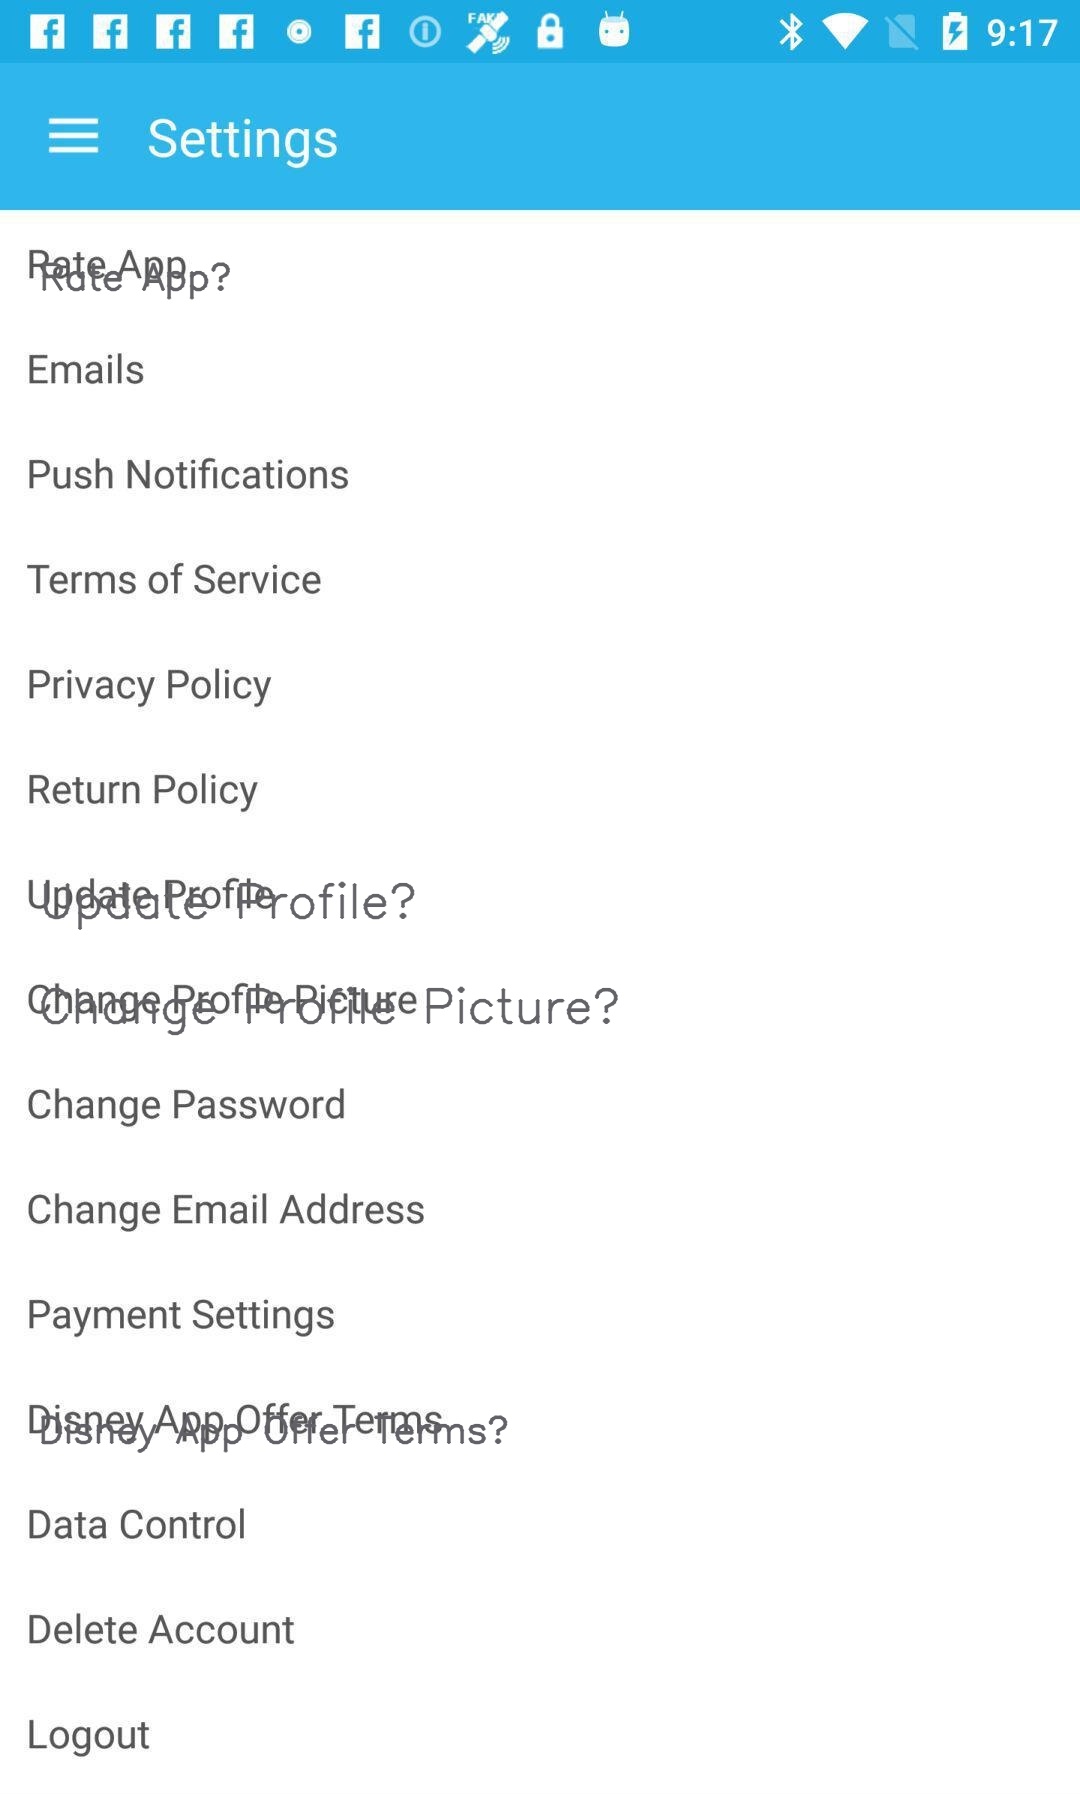 FAKE
9:17
Settings
Rate App
Rate App?
Emails
Push Notifications
Terms of Service
Privacy Policy
Return Policy
Update Profile
Update Profile?
Change Profile Picture
Change Profile Picture?
Change Password
Change Email Address
Payment Settings
Disney App Offer Terms
Disney App Offer Terms?
Data Control
Delete Account
Logout